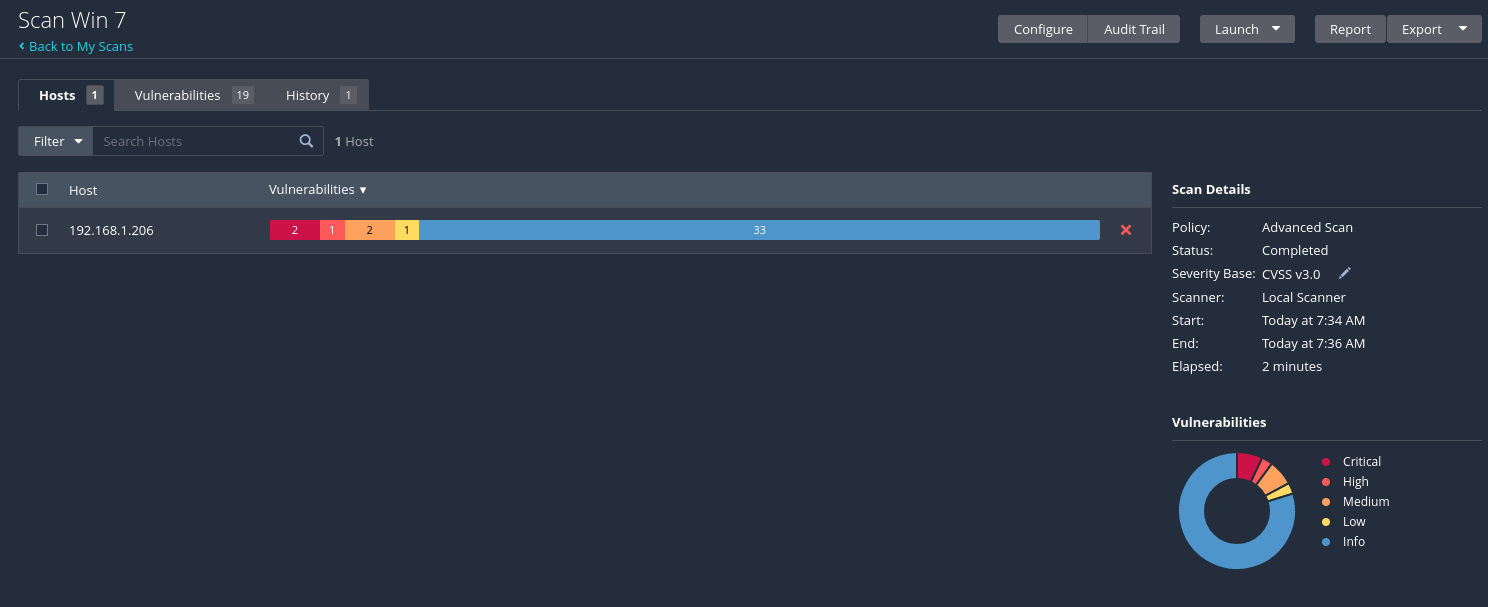 Scan Win 7
‹ Back to My Scans
Configure Audit Trail Launch ▼ Report Export ▼
Hosts 1 Vulnerabilities 19 History 1
Filter ▼ Search Hosts 1 Host
Host Vulnerabilities ▼
192.168.1.206 2 1 2 1 33
Scan Details
Policy: Advanced Scan
Status: Completed
Severity Base: CVSS v3.0
Scanner: Local Scanner
Start: Today at 7:34 AM
End: Today at 7:36 AM
Elapsed: 2 minutes
Vulnerabilities
Critical
High
Medium
Low
Info